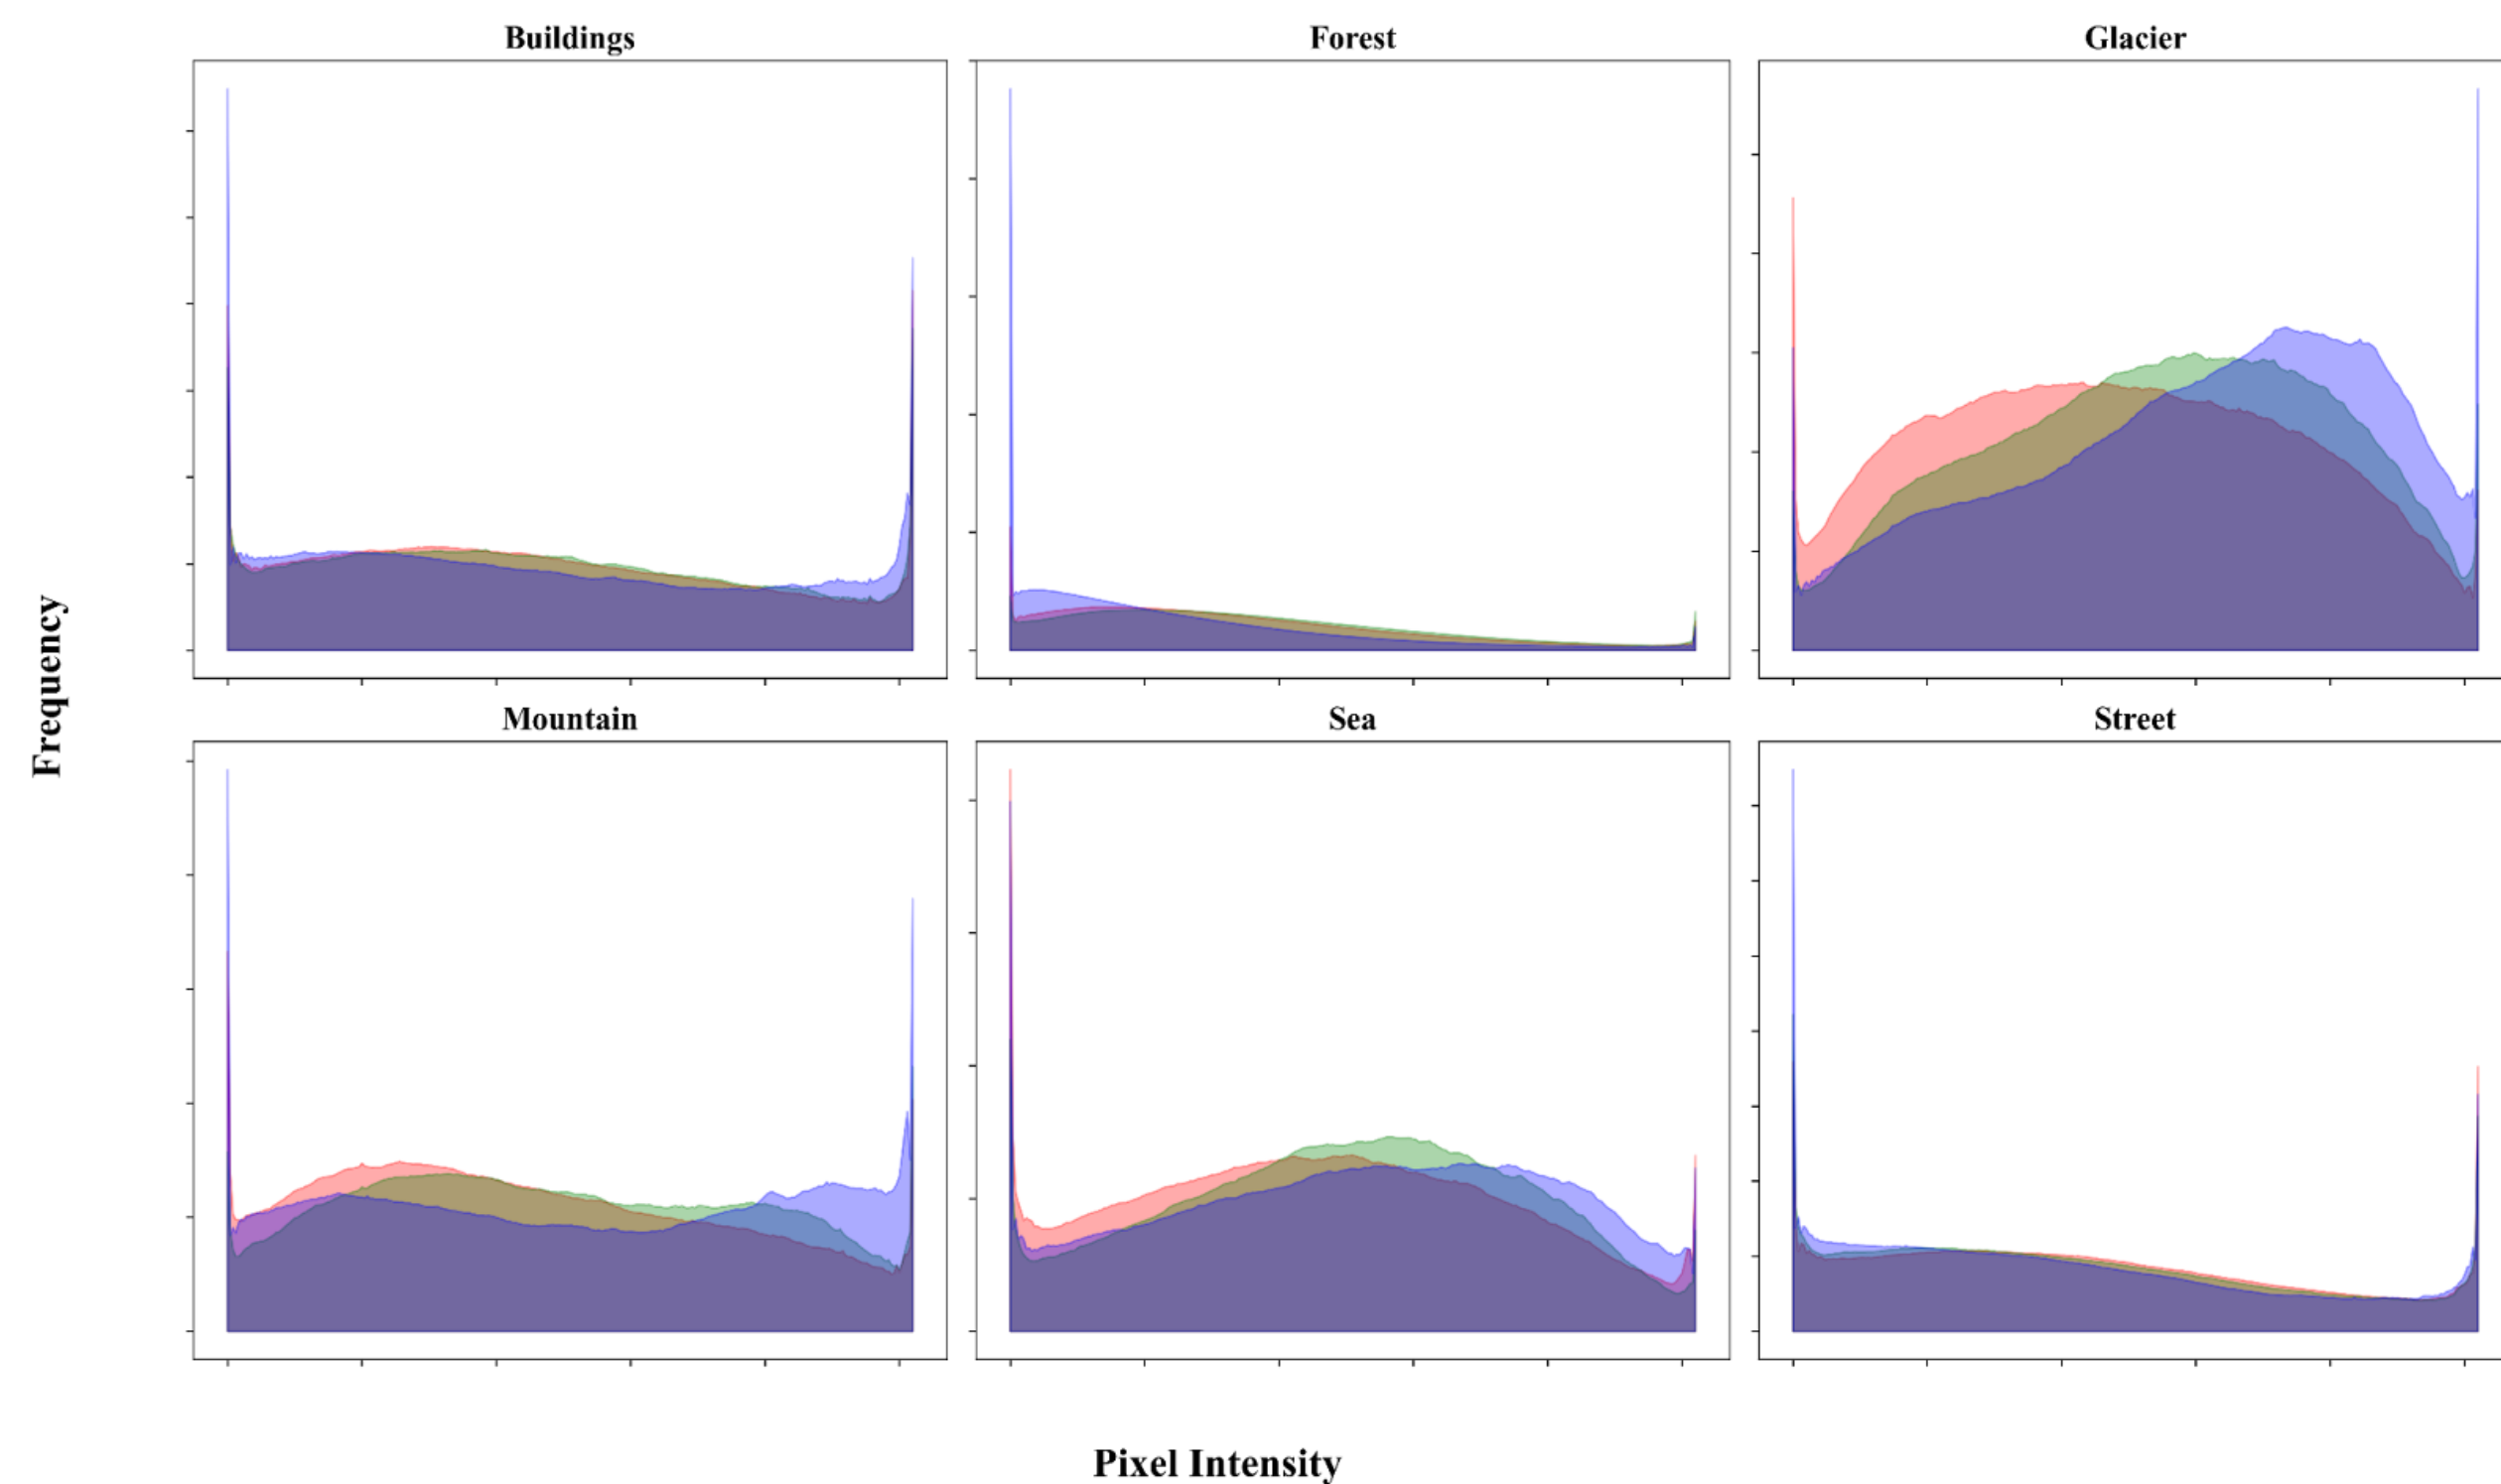 Buildings
Forest
Glacier
Frequency
Mountain
Sea
Street
Pixel Intensity